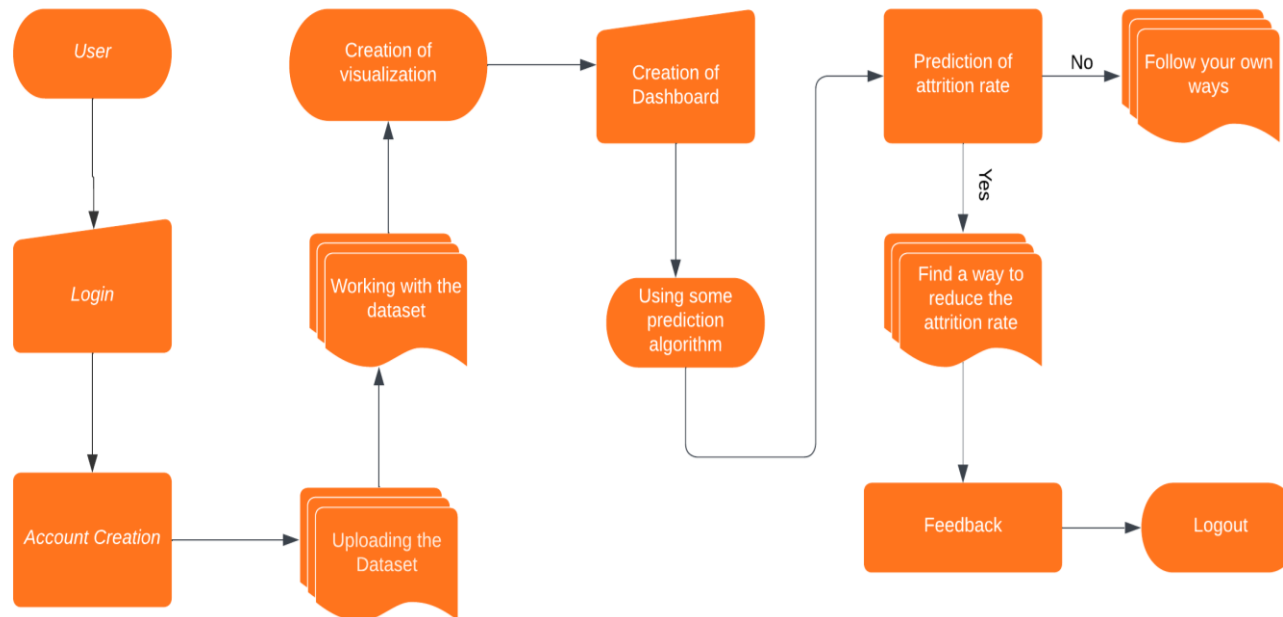 User
Login
Account Creation
Uploading the
Dataset
Working with the
dataset
Creation of
visualization
Creation of
Dashboard
Using some
prediction
algorithm
Prediction of
attrition rate
No
Follow your own
ways
Yes
Find a way to
reduce the
attrition rate
Feedback
Logout